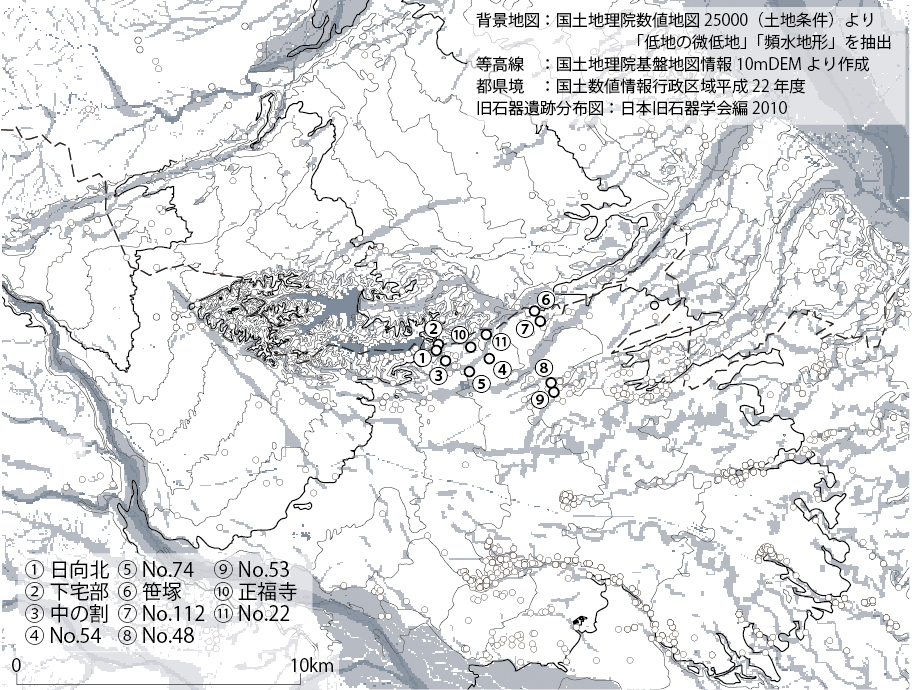 背景地図：国土地理院数値地図 25000（土地条件）より
「低地の微低地」「頻水地形」を抽出
等高線　：国土地理院基盤地図情報 10mDEM より作成
都県境　：国土数値情報行政区域平成 22 年度
旧石器遺跡分布図：日本旧石器学会編 2010
⑥
② ⑩ ⑪ ⑦
① ③ ④ ⑧
⑤ ⑨
① 日向北 ⑤ No.74 ⑨ No.53
② 下宅部 ⑥ 笹塚 ⑩ 正福寺
③ 中の割 ⑦ No.112 ⑪ No.22
④ No.54 ⑧ No.48
0 10km